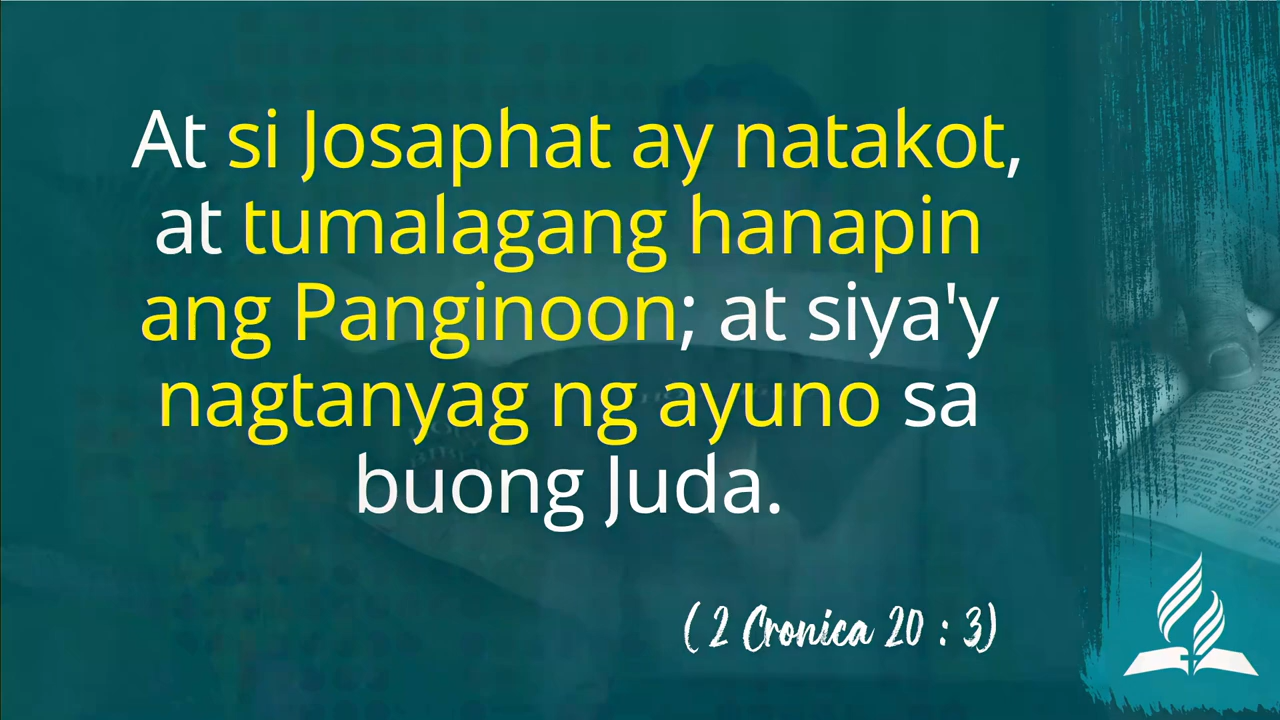 At si Josaphat ay natakot,
at tumalagang hanapin
ang Panginoon; at siya'y
nagtanyag ng ayuno sa
buong Juda.
( 2 Cronica 20 : 3)